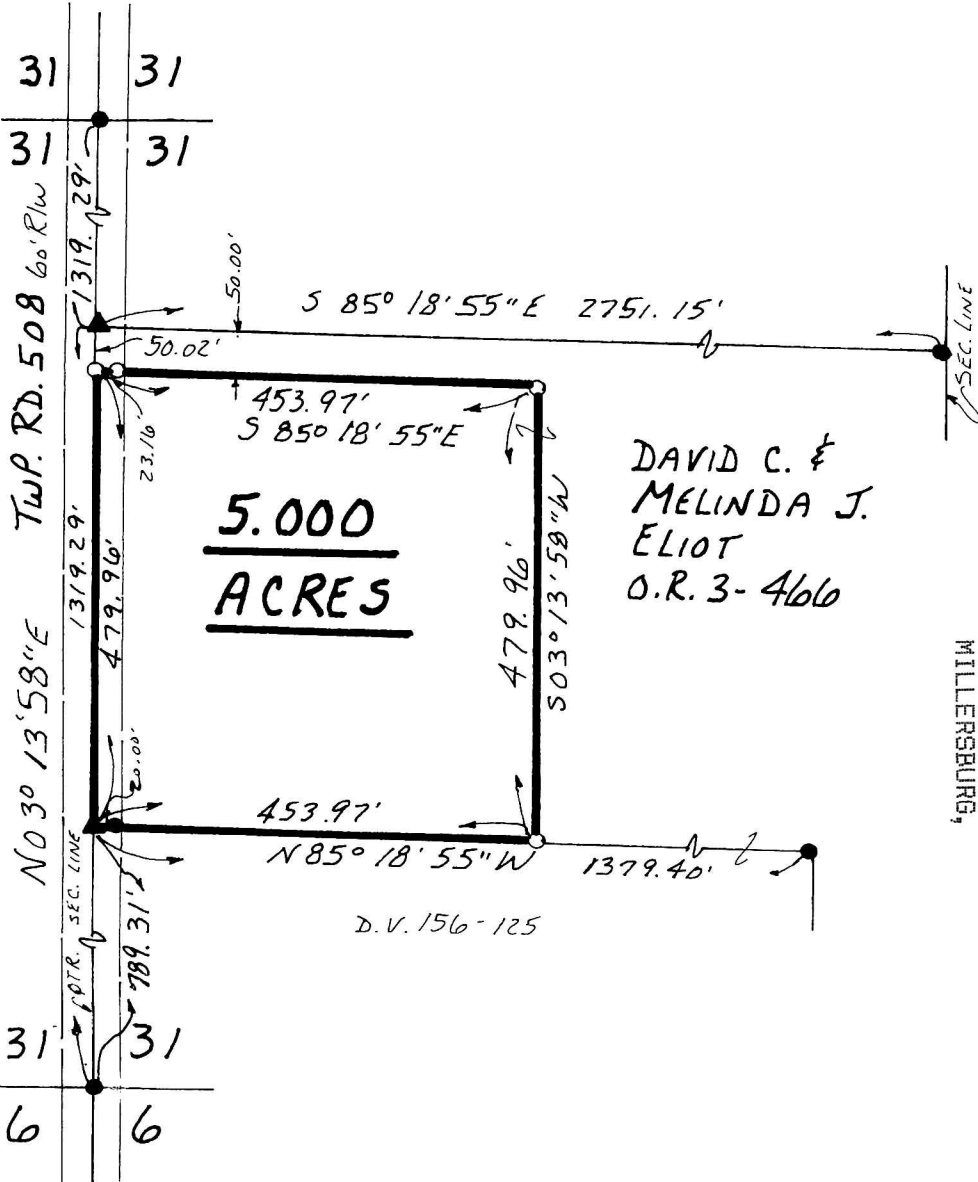 31 31
31 31
1319.29'
TWP. RD. 508 60' R/W
50.00'
S 85° 18' 55" E 2751.15'
SEC. LINE
50.02'
23.16'
453.97'
S 85° 18' 55" E
5.000
ACRES
DAVID C. &
MELINDA J.
ELIOT
O.R. 3-466
N03° 13' 58" E
1319.29'
479.96'
479.96'
S03° 13' 58" W
MILLERSBURG,
20.00'
453.97'
N 85° 18' 55" W
1379.40'
D.V. 156-125
QTR. SEC. LINE
789.31'
31 31
6 6